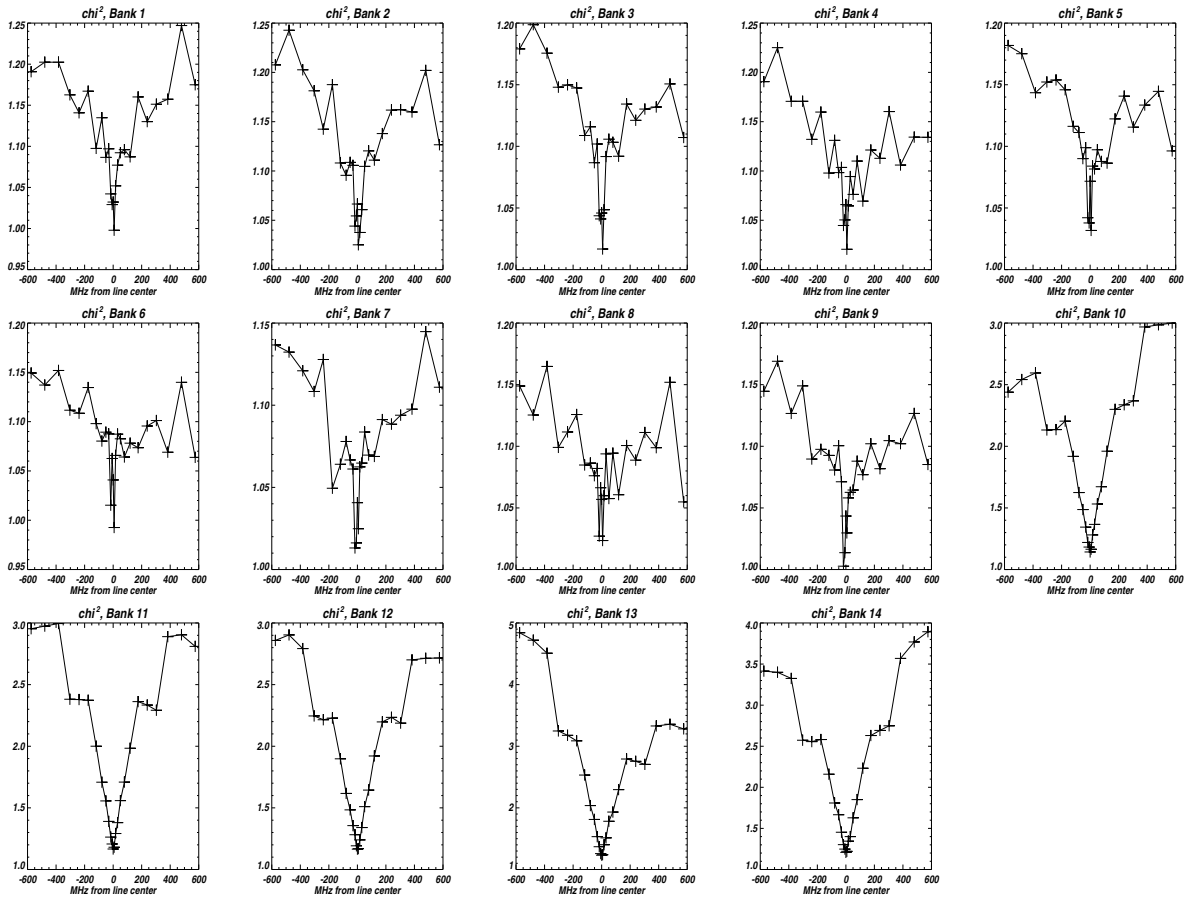 chi², Bank 1
1.25
1.20
1.15
1.10
1.05
1.00
0.95
-600 -400 -200 0 200 400 600
MHz from line center
chi², Bank 2
1.25
1.20
1.15
1.10
1.05
1.00
-600 -400 -200 0 200 400 600
MHz from line center
chi², Bank 3
1.20
1.15
1.10
1.05
1.00
-600 -400 -200 0 200 400 600
MHz from line center
chi², Bank 4
1.25
1.20
1.15
1.10
1.05
1.00
-600 -400 -200 0 200 400 600
MHz from line center
chi², Bank 5
1.20
1.15
1.10
1.05
1.00
-600 -400 -200 0 200 400 600
MHz from line center
chi², Bank 6
1.20
1.15
1.10
1.05
1.00
0.95
-600 -400 -200 0 200 400 600
MHz from line center
chi², Bank 7
1.15
1.10
1.05
1.00
-600 -400 -200 0 200 400 600
MHz from line center
chi², Bank 8
1.20
1.15
1.10
1.05
1.00
-600 -400 -200 0 200 400 600
MHz from line center
chi², Bank 9
1.20
1.15
1.10
1.05
1.00
-600 -400 -200 0 200 400 600
MHz from line center
chi², Bank 10
3.0
2.5
2.0
1.5
1.0
-600 -400 -200 0 200 400 600
MHz from line center
chi², Bank 11
3.0
2.5
2.0
1.5
1.0
-600 -400 -200 0 200 400 600
MHz from line center
chi², Bank 12
3.0
2.5
2.0
1.5
1.0
-600 -400 -200 0 200 400 600
MHz from line center
chi², Bank 13
5
4
3
2
1
-600 -400 -200 0 200 400 600
MHz from line center
chi², Bank 14
4.0
3.5
3.0
2.5
2.0
1.5
1.0
-600 -400 -200 0 200 400 600
MHz from line center